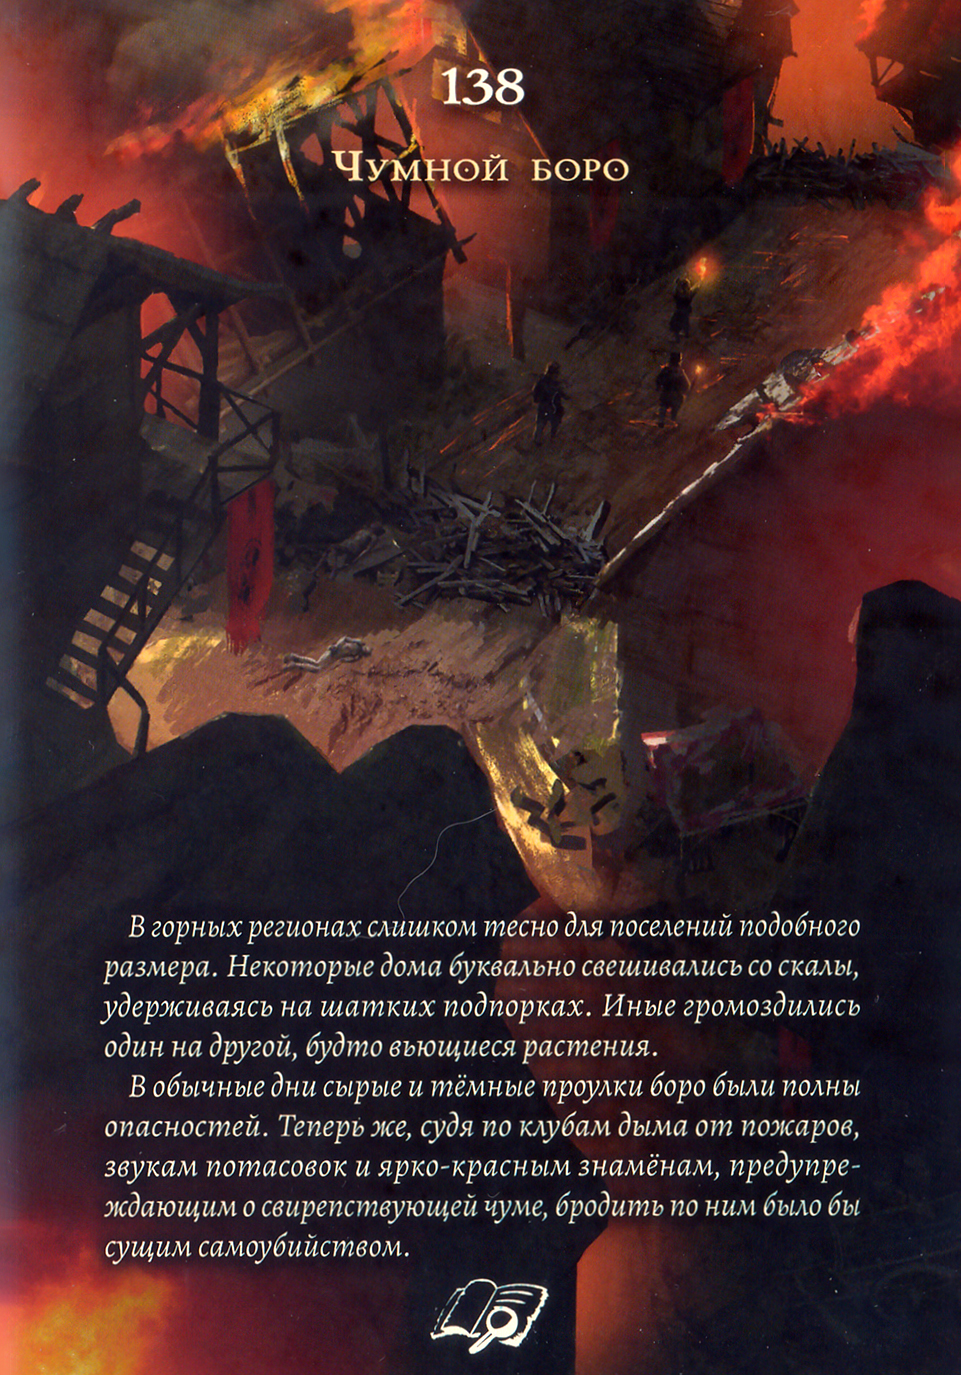 138
Чумной боро
В горных регионах слишком тесно для поселений подобного
размера. Некоторые дома буквально свешивались со скалы,
удерживаясь на шатких подпорках. Иные громоздились
один на другой, будто вьющиеся растения.
В обычные дни сырые и тёмные проулки боро были полны
опасностей. Теперь же, судя по клубам дыма от пожаров,
звукам потасовок и ярко-красным знамёнам, предупре-
ждающим о свирепствующей чуме, бродить по ним было бы
сущим самоубийством.